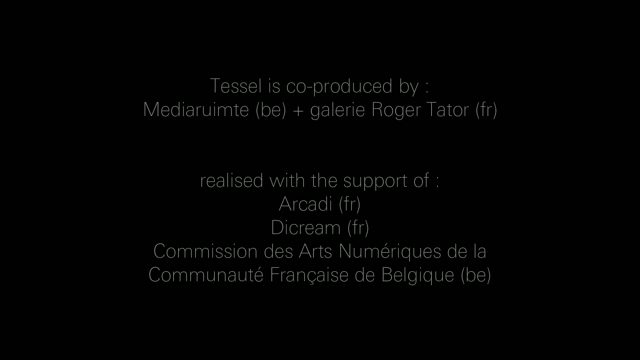 Tessel is co-produced by :
Mediaruimte (be) + galerie Roger Tator (fr)
realised with the support of :
Arcadi (fr)
Dicream (fr)
Commission des Arts Numériques de la
Communauté Française de Belgique (be)